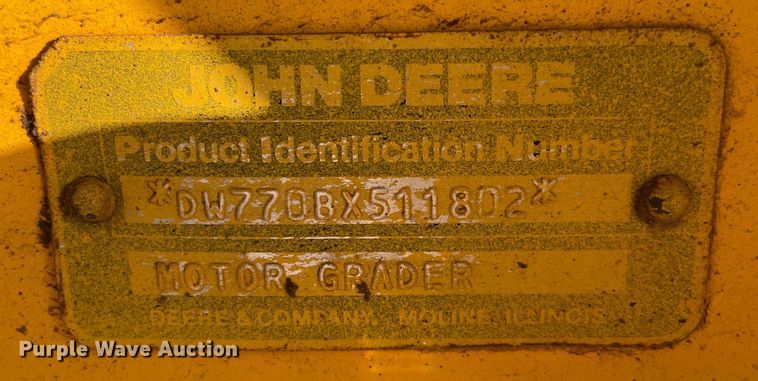 JOHN DEERE
Product Identification Number
*DW770BX511802*
MOTOR GRADER
DEERE & COMPANY, MOLINE, ILLINOIS
Purple Wave Auction